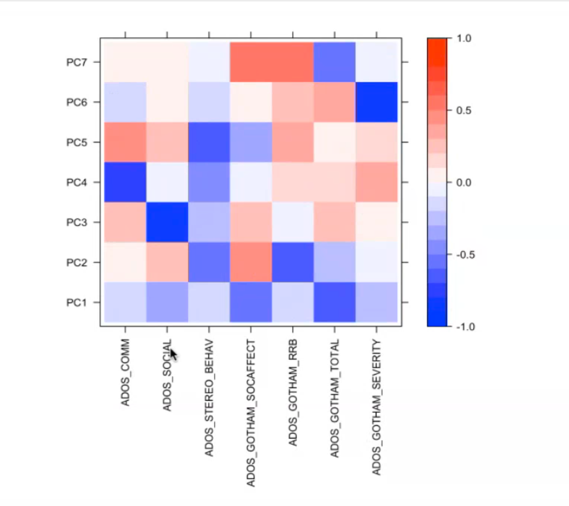 PC7
PC6
PC5
PC4
PC3
PC2
PC1
ADOS_COMM
ADOS_SOCIAL
ADOS_STEREO_BEHAV
ADOS_GOTHAM_SOCAFFECT
ADOS_GOTHAM_RRB
ADOS_GOTHAM_TOTAL
ADOS_GOTHAM_SEVERITY
1.0
0.5
0.0
-0.5
-1.0